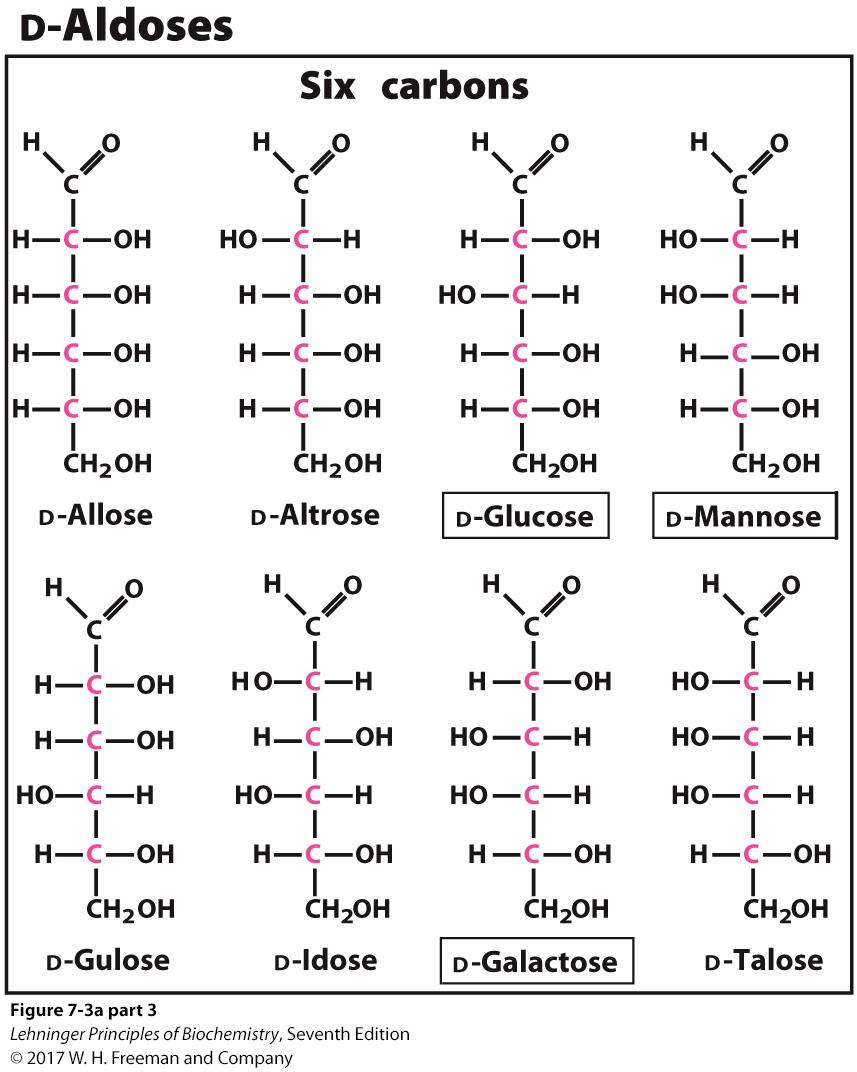 D-Aldoses
Six carbons
H O H O H O H O
C C C C
H—C—OH HO—C—H H—C—OH HO—C—H
H—C—OH H—C—OH HO—C—H HO—C—H
H—C—OH H—C—OH H—C—OH H—C—OH
H—C—OH H—C—OH H—C—OH H—C—OH
CH₂OH CH₂OH CH₂OH CH₂OH
D-Allose D-Altrose D-Glucose D-Mannose
H O H O H O H O
C C C C
H—C—OH HO—C—H H—C—OH HO—C—H
H—C—OH H—C—OH HO—C—H HO—C—H
HO—C—H HO—C—H HO—C—H HO—C—H
H—C—OH H—C—OH H—C—OH H—C—OH
CH₂OH CH₂OH CH₂OH CH₂OH
D-Gulose D-Idose D-Galactose D-Talose
Figure 7-3a part 3
Lehninger Principles of Biochemistry, Seventh Edition
© 2017 W. H. Freeman and Company